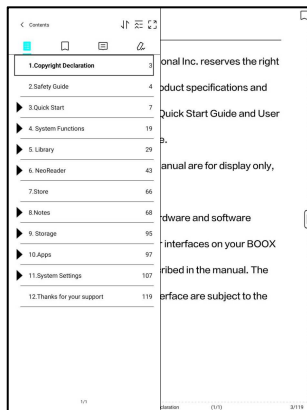 Contents
1.Copyright Declaration 3
2.Safety Guide 4
3.Quick Start 7
4. System Functions 19
5. Library 29
6. NeoReader 43
7.Store 66
8.Notes 68
9. Storage 95
10.Apps 97
11.System Settings 107
12.Thanks for your support 119
1/1
onal Inc. reserves the right
oduct specifications and
Quick Start Guide and User
e.
anual are for display only,
rdware and software
r interfaces on your BOOX
ribed in the manual. The
erface are subject to the
claration (1/1) 3/119